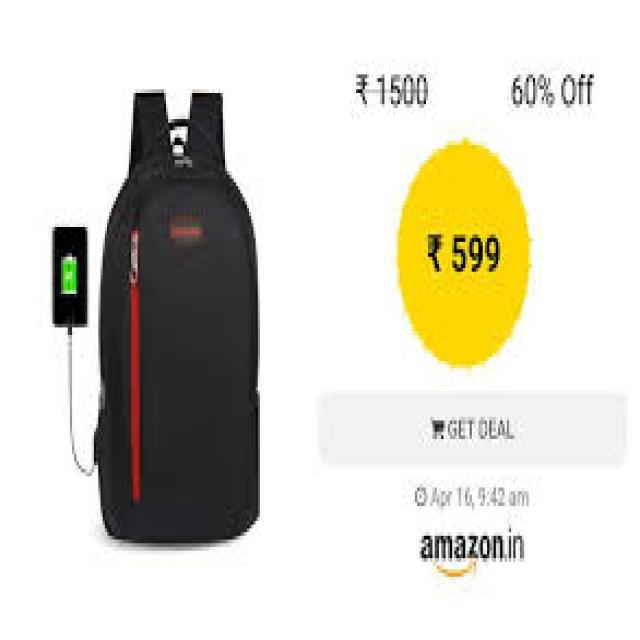 ₹ 1500 60% Off
₹ 599
GET DEAL
Apr 16, 9:42 am
amazon.in